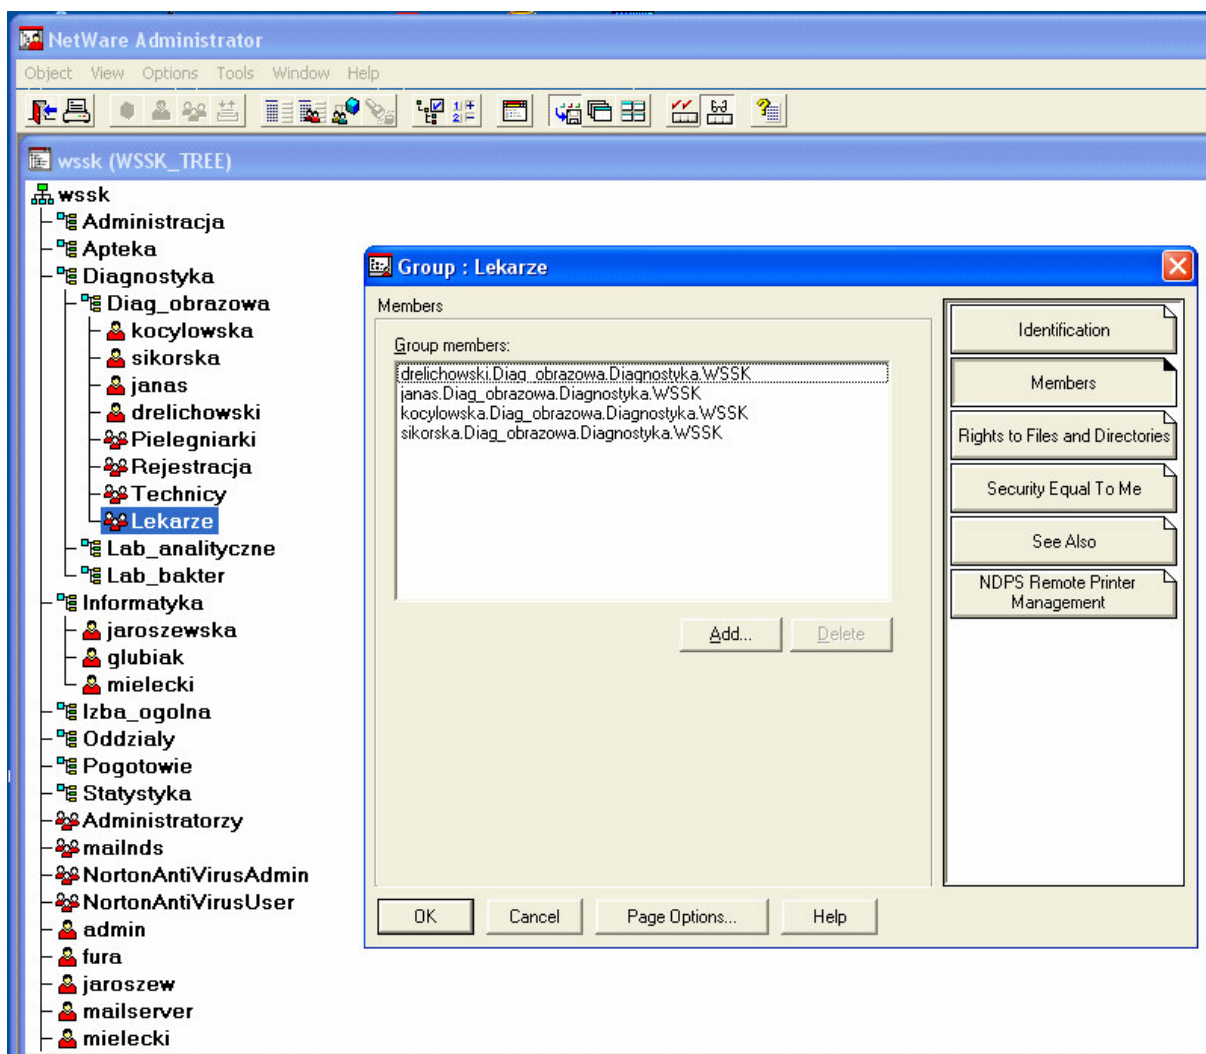 NetWare Administrator
Object View Options Tools Window Help
wssk (WSSK_TREE)
wssk
Administracja
Apteka
Diagnostyka
Diag_obrazowa
kocylowska
sikorska
janas
drelichowski
Pielegniarki
Rejestracja
Technicy
Lekarze
Lab_analityczne
Lab_bakter
Informatyka
jaroszewska
glubiak
mielecki
Izba_ogolna
Oddzialy
Pogotowie
Statystyka
Administratorzy
mailnds
NortonAntiVirusAdmin
NortonAntiVirusUser
admin
fura
jaroszew
mailserver
mielecki
Group : Lekarze
Members
Group members:
drelichowski.Diag_obrazowa.Diagnostyka.WSSK
janas.Diag_obrazowa.Diagnostyka.WSSK
kocylowska.Diag_obrazowa.Diagnostyka.WSSK
sikorska.Diag_obrazowa.Diagnostyka.WSSK
Add... Delete
OK Cancel Page Options... Help
Identification
Members
Rights to Files and Directories
Security Equal To Me
See Also
NDPS Remote Printer
Management